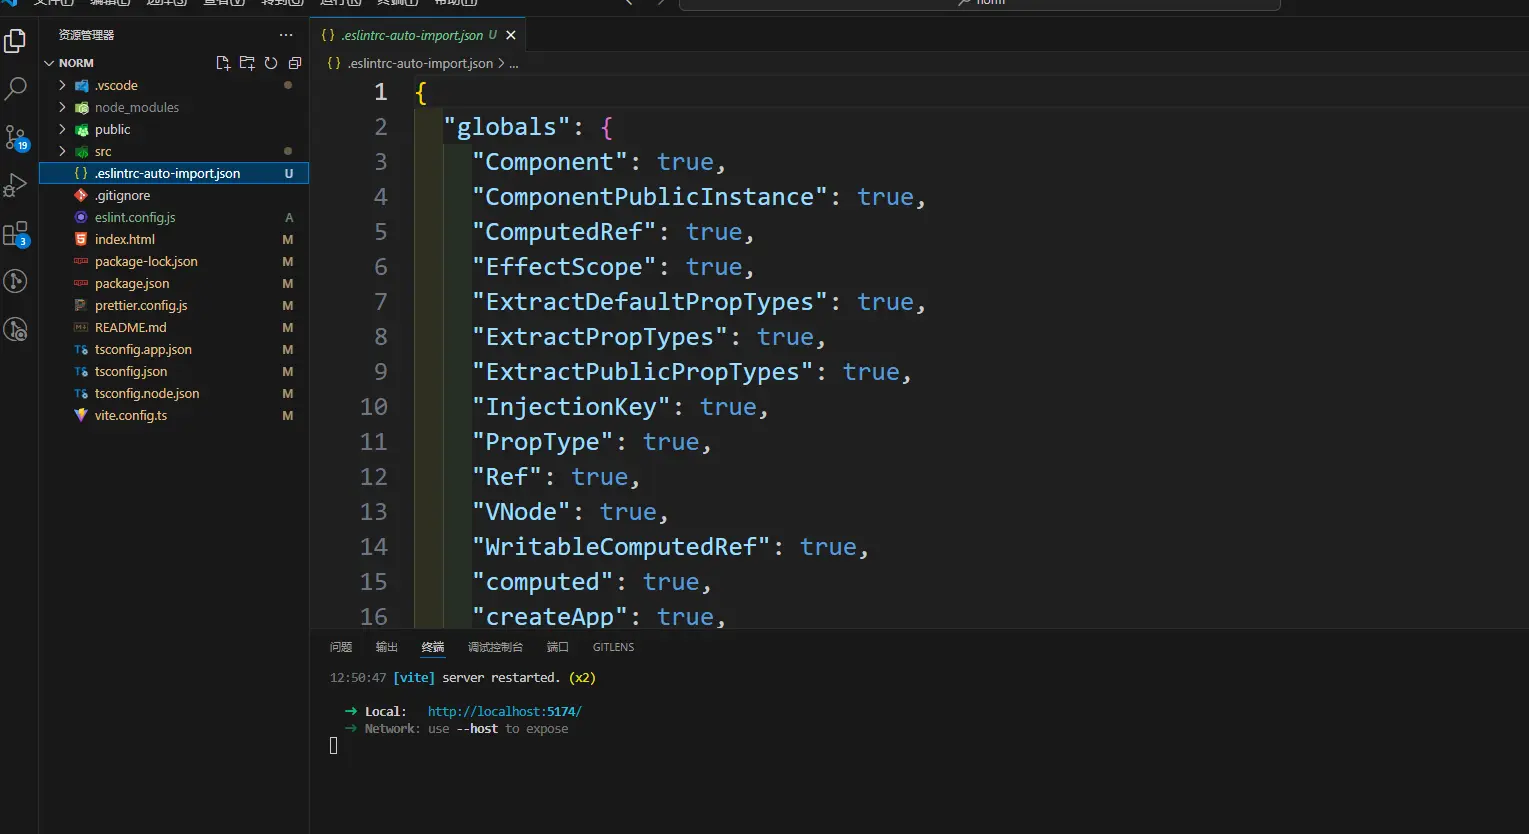 文件(F) 编辑(E) 选择(S) 查看(V) 转到(G) 运行(R) 终端(T) 帮助(H)
norm
资源管理器
NORM
.vscode
node_modules
public
src
.eslintrc-auto-import.json U
.gitignore
eslint.config.js A
index.html M
package-lock.json M
package.json M
prettier.config.js M
README.md M
tsconfig.app.json M
tsconfig.json M
tsconfig.node.json M
vite.config.ts M
19
3
{ } .eslintrc-auto-import.json U
{ } .eslintrc-auto-import.json > ...
1 {
2 "globals": {
3 "Component": true,
4 "ComponentPublicInstance": true,
5 "ComputedRef": true,
6 "EffectScope": true,
7 "ExtractDefaultPropTypes": true,
8 "ExtractPropTypes": true,
9 "ExtractPublicPropTypes": true,
10 "InjectionKey": true,
11 "PropType": true,
12 "Ref": true,
13 "VNode": true,
14 "WritableComputedRef": true,
15 "computed": true,
16 "createApp": true,
问题 输出 终端 调试控制台 端口 GITLENS
12:50:47 [vite] server restarted. (x2)
➜ Local: http://localhost:5174/
➜ Network: use --host to expose